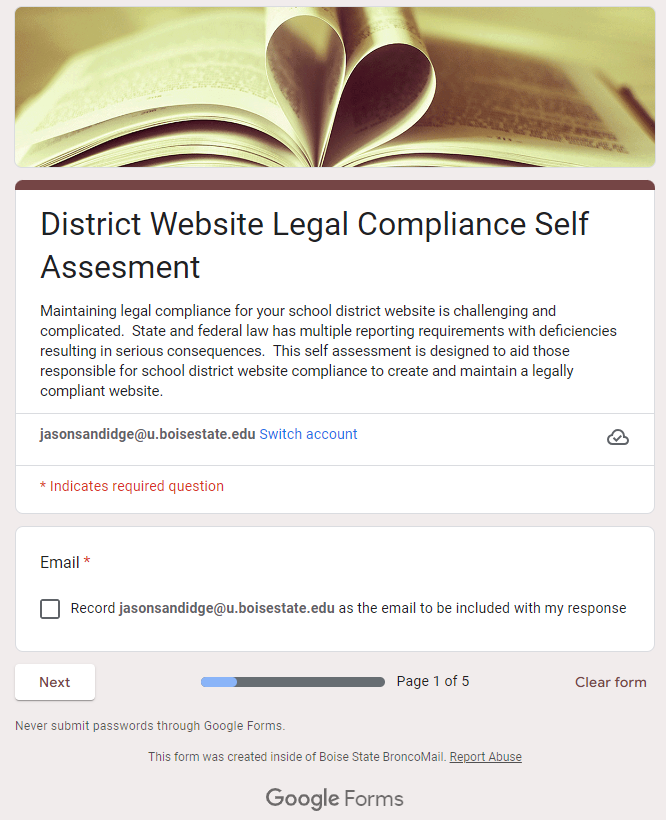 District Website Legal Compliance Self
Assesment
Maintaining legal compliance for your school district website is challenging and
complicated.  State and federal law has multiple reporting requirements with deficiencies
resulting in serious consequences.  This self assessment is designed to aid those
responsible for school district website compliance to create and maintain a legally
compliant website.
jasonsandidge@u.boisestate.edu Switch account
* Indicates required question
Email *
Record jasonsandidge@u.boisestate.edu as the email to be included with my response
Next
Page 1 of 5
Clear form
Never submit passwords through Google Forms.
This form was created inside of Boise State BroncoMail. Report Abuse
Google Forms